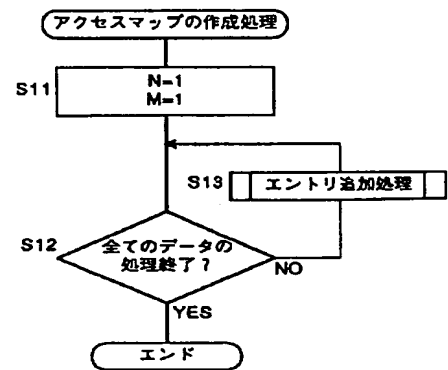 アクセスマップの作成処理
S11
N=1
M=1
S13
エントリ追加処理
S12
全てのデータの
処理終了?
NO
YES
エンド